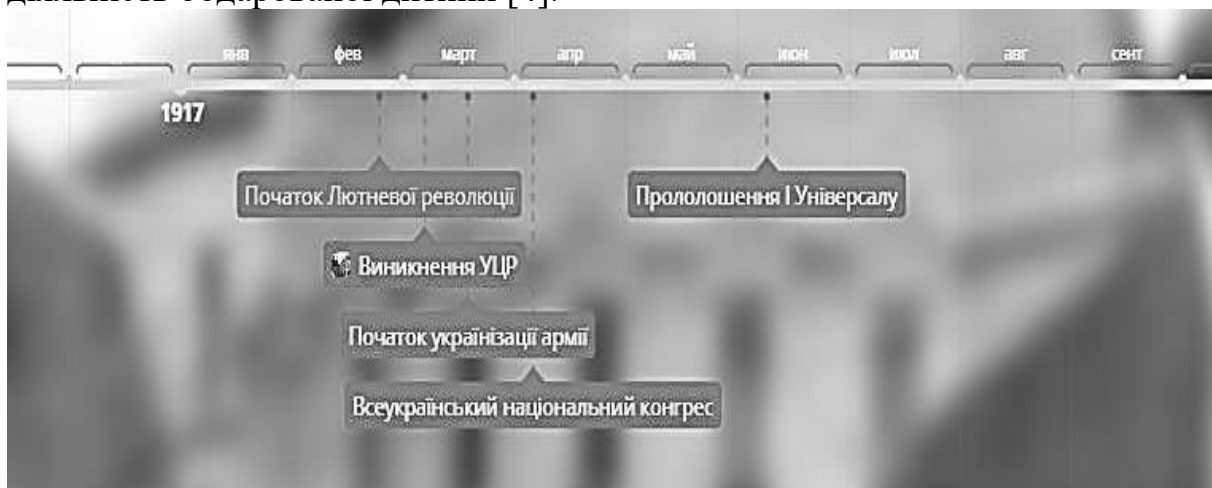 діяльність обдарованої дитини [4].
янв фев март апр май июн июл авг сент
1917
Початок Лютневої революції
Прололошення І Універсалу
Виникнення УЦР
Початок українізації армії
Всеукраїнський національний конгрес